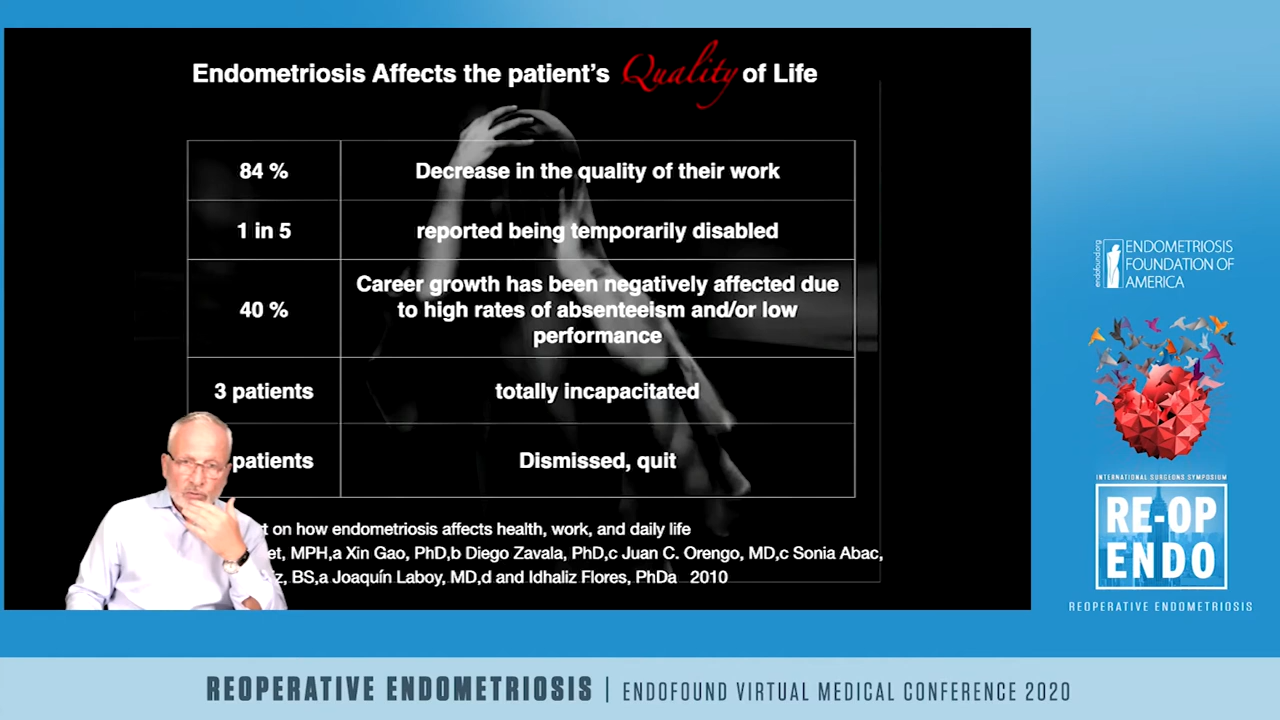 Endometriosis Affects the patient's Quality of Life
84 %
Decrease in the quality of their work
1 in 5
reported being temporarily disabled
40 %
Career growth has been negatively affected due
to high rates of absenteeism and/or low
performance
3 patients
totally incapacitated
patients
Dismissed, quit
on how endometriosis affects health, work, and daily life
MPH,a Xin Gao, PhD,b Diego Zavala, PhD,c Juan C. Orengo, MD,c Sonia Abac,
BS,a Joaquín Laboy, MD,d and Idhaliz Flores, PhDa 2010
endofound.org
ENDOMETRIOSIS
FOUNDATION OF
AMERICA
INTERNATIONAL SURGEONS SYMPOSIUM
RE-OP
ENDO
REOPERATIVE ENDOMETRIOSIS
REOPERATIVE ENDOMETRIOSIS | ENDOFOUND VIRTUAL MEDICAL CONFERENCE 2020